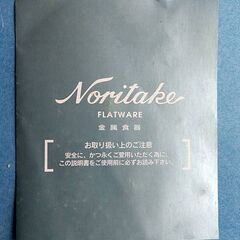 Noritake
FLATWARE
金属食器
お取り扱い上のご注意
安全に、かつ永くご愛用いただく為に、
この説明書をご使用前に必ずお読み下さい。